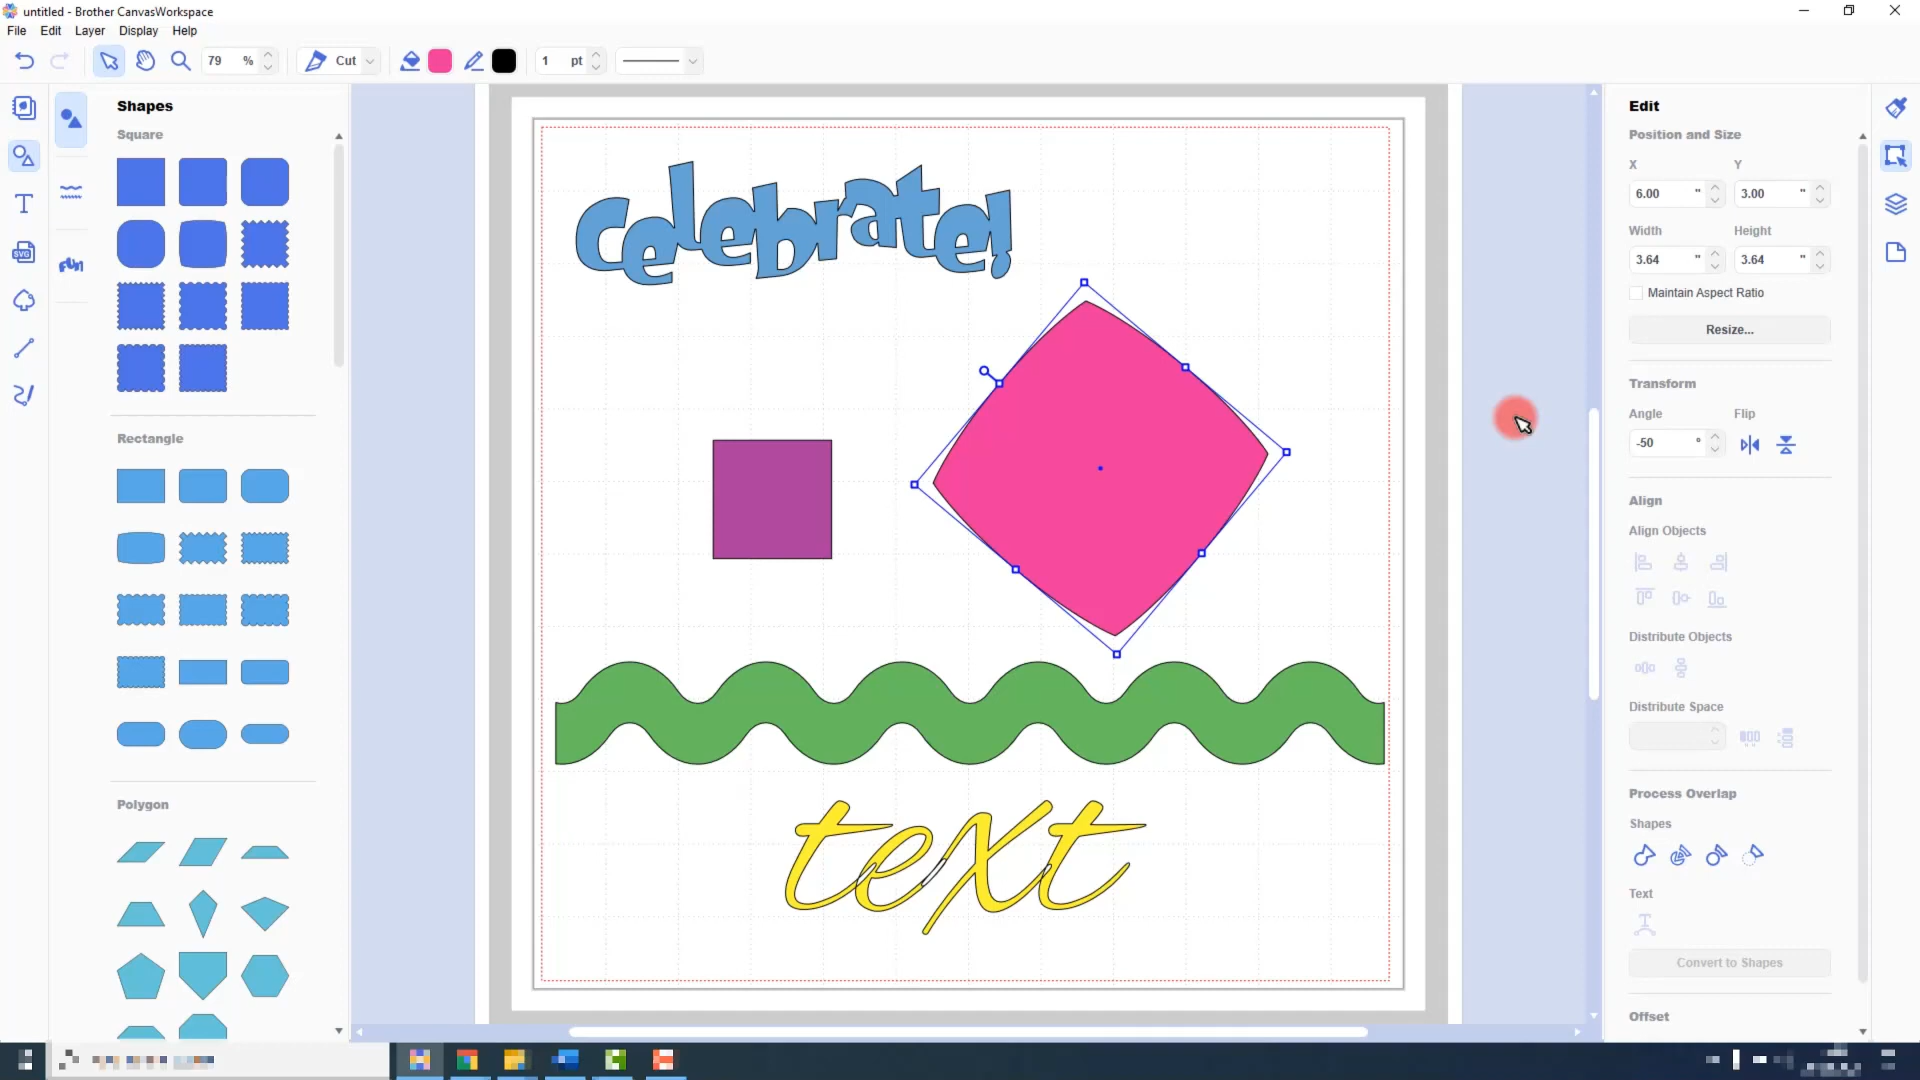 untitled - Brother CanvasWorkspace
File Edit Layer Display Help
79 % Cut 1 pt
Shapes
Square
Rectangle
Polygon
SVG
Fun
Celebrate!
text
Edit
Position and Size
X Y
6.00 " 3.00 "
Width Height
3.64 " 3.64 "
Maintain Aspect Ratio
Resize...
Transform
Angle Flip
-50 °
Align
Align Objects
Distribute Objects
Distribute Space
Process Overlap
Shapes
Text
Convert to Shapes
Offset